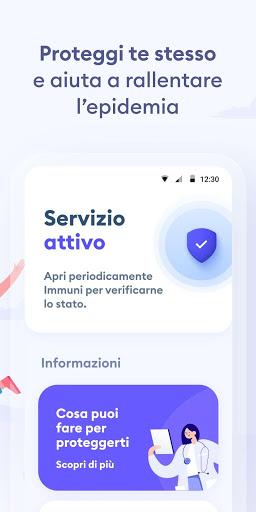 Proteggi te stesso
e aiuta a rallentare
l’epidemia
12:30
Servizio
attivo
Apri periodicamente
Immuni per verificarne
lo stato.
Informazioni
Cosa puoi
fare per
proteggerti
Scopri di più